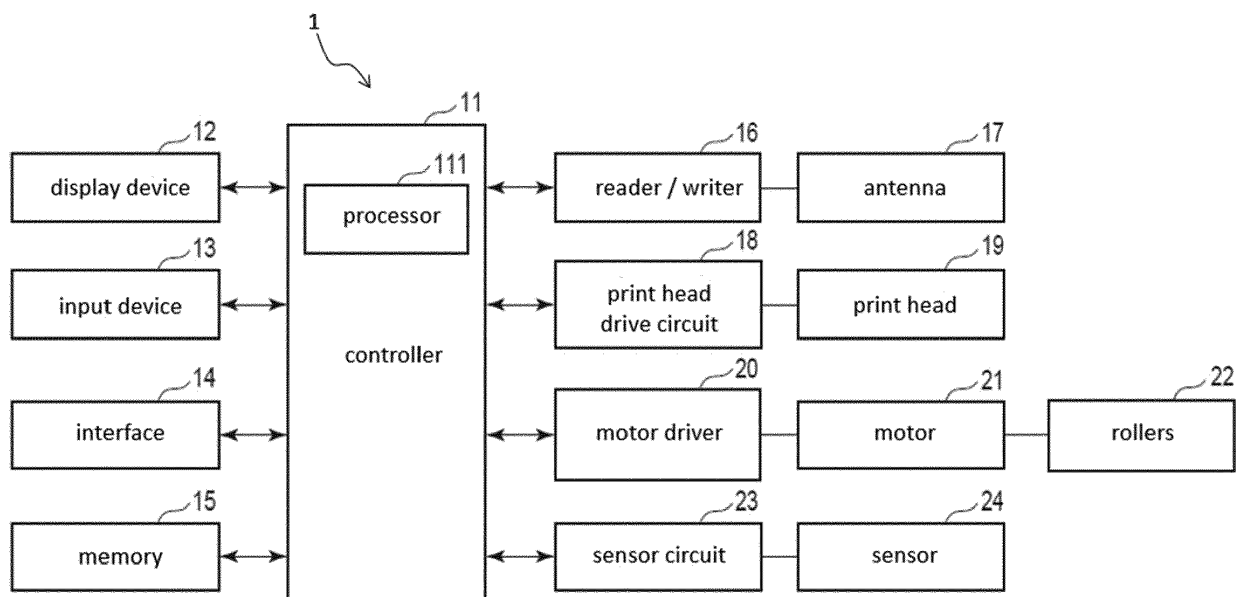 1
11
12
display device
111
processor
16
reader / writer
17
antenna
13
input device
18
print head
drive circuit
19
print head
controller
14
interface
20
motor driver
21
motor
22
rollers
15
memory
23
sensor circuit
24
sensor